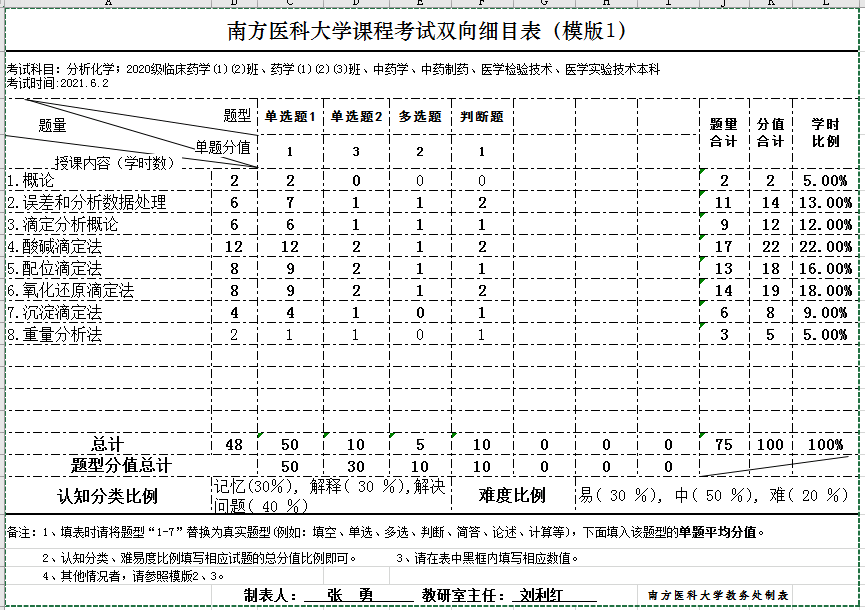 南方医科大学课程考试双向细目表（模版1）
考试科目：分析化学；2020级临床药学(1)(2)班、药学(1)(2)(3)班、中药学、中药制药、医学检验技术、医学实验技术本科
考试时间:2021.6.2
题量 题型 单题分值 授课内容（学时数） 单选题1 单选题2 多选题 判断题 题量合计 分值合计 学时比例
1 3 2 1
1.概论 2 2 0 0 0 2 2 5.00%
2.误差和分析数据处理 6 7 1 1 2 11 14 13.00%
3.滴定分析概论 6 6 1 1 1 9 12 12.00%
4.酸碱滴定法 12 12 2 1 2 17 22 22.00%
5.配位滴定法 8 9 2 1 1 13 18 16.00%
6.氧化还原滴定法 8 9 2 1 2 14 19 18.00%
7.沉淀滴定法 4 4 1 0 1 6 8 9.00%
8.重量分析法 2 1 1 0 1 3 5 5.00%
总计 48 50 10 5 10 0 0 0 75 100 100%
题型分值总计 50 30 10 10 0 0 0
认知分类比例 记忆(30%)，解释( 30 %),解决问题( 40 %) 难度比例 易( 30 %)，中( 50 %)，难( 20 %)
备注：1、填表时请将题型“1-7”替换为真实题型(例如：填空、单选、多选、判断、简答、论述、计算等)，下面填入该题型的单题平均分值。
2、认知分类、难易度比例填写相应试题的总分值比例即可。 3、请在表中黑框内填写相应数值。
4、其他情况者，请参照模版2、3。
制表人：__张 勇____ 教研室主任：_刘利红____ 南方医科大学教务处制表